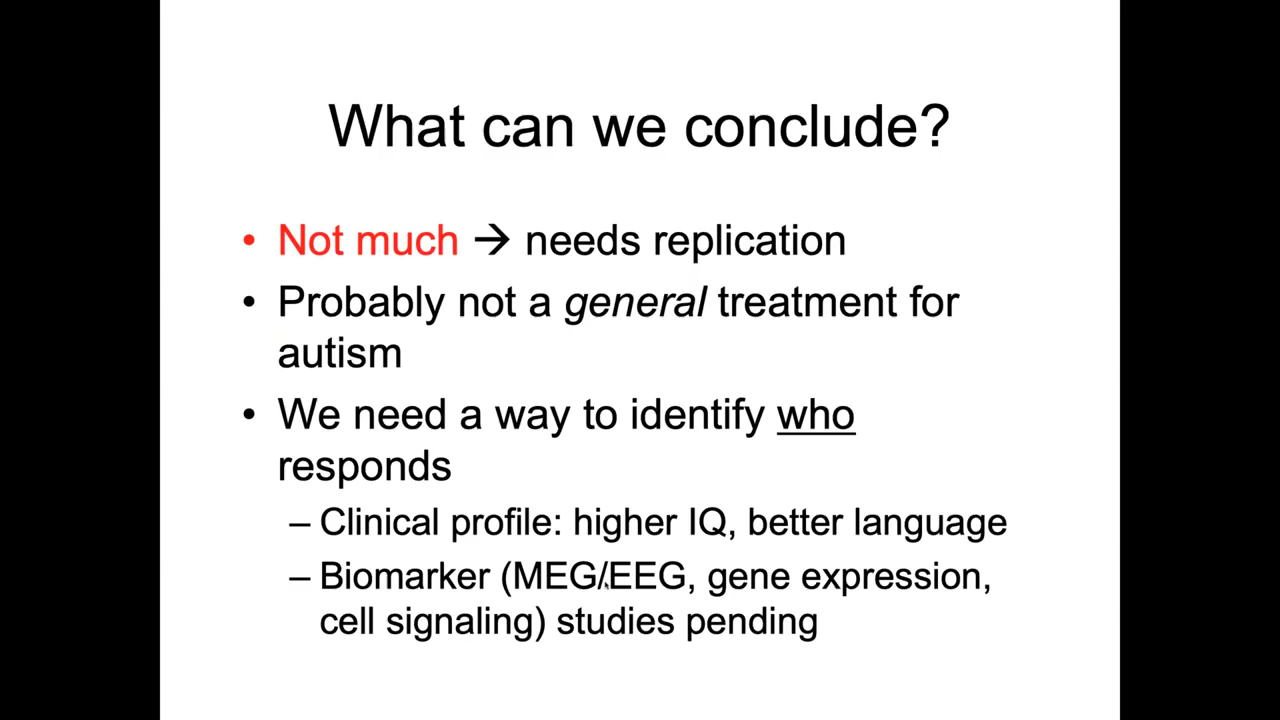 What can we conclude?
• Not much → needs replication
• Probably not a general treatment for
autism
• We need a way to identify who
responds
– Clinical profile: higher IQ, better language
– Biomarker (MEG/EEG, gene expression,
cell signaling) studies pending